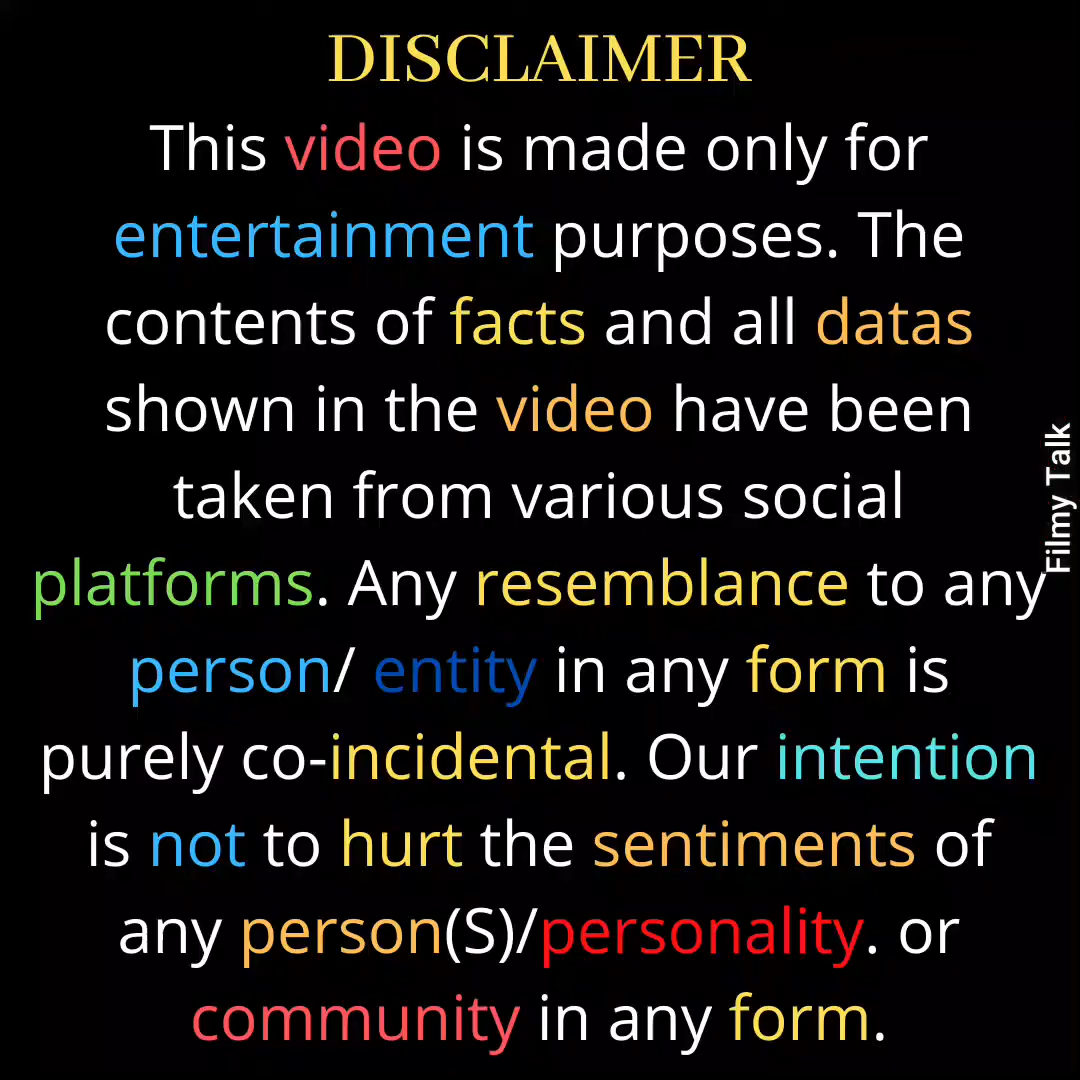 DISCLAIMER
This video is made only for
entertainment purposes. The
contents of facts and all datas
shown in the video have been
taken from various social
platforms. Any resemblance to any
person/ entity in any form is
purely co-incidental. Our intention
is not to hurt the sentiments of
any person(S)/personality. or
community in any form.
Filmy Talk